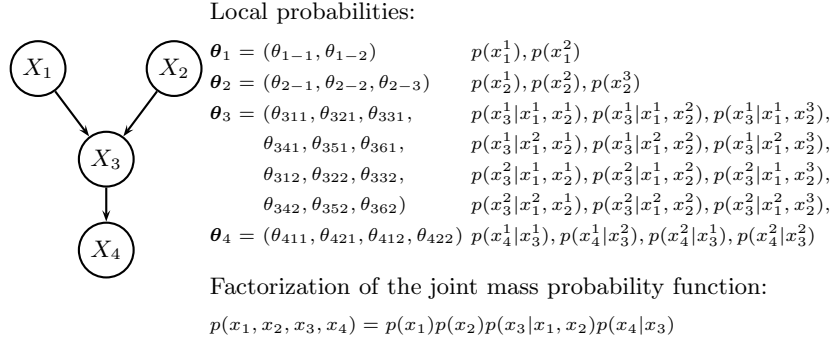 Local probabilities:
X₁ X₂
X₃
X₄
θ₁ = (θ₁₋₁, θ₁₋₂) p(x₁¹), p(x₁²)
θ₂ = (θ₂₋₁, θ₂₋₂, θ₂₋₃) p(x₂¹), p(x₂²), p(x₂³)
θ₃ = (θ₃₁₁, θ₃₂₁, θ₃₃₁, p(x₃¹|x₁¹, x₂¹), p(x₃¹|x₁¹, x₂²), p(x₃¹|x₁¹, x₂³),
θ₃₄₁, θ₃₅₁, θ₃₆₁, p(x₃¹|x₁², x₂¹), p(x₃¹|x₁², x₂²), p(x₃¹|x₁², x₂³),
θ₃₁₂, θ₃₂₂, θ₃₃₂, p(x₃²|x₁¹, x₂¹), p(x₃²|x₁¹, x₂²), p(x₃²|x₁¹, x₂³),
θ₃₄₂, θ₃₅₂, θ₃₆₂) p(x₃²|x₁², x₂¹), p(x₃²|x₁², x₂²), p(x₃²|x₁², x₂³),
θ₄ = (θ₄₁₁, θ₄₂₁, θ₄₁₂, θ₄₂₂) p(x₄¹|x₃¹), p(x₄¹|x₃²), p(x₄²|x₃¹), p(x₄²|x₃²)
Factorization of the joint mass probability function:
p(x₁, x₂, x₃, x₄) = p(x₁)p(x₂)p(x₃|x₁, x₂)p(x₄|x₃)